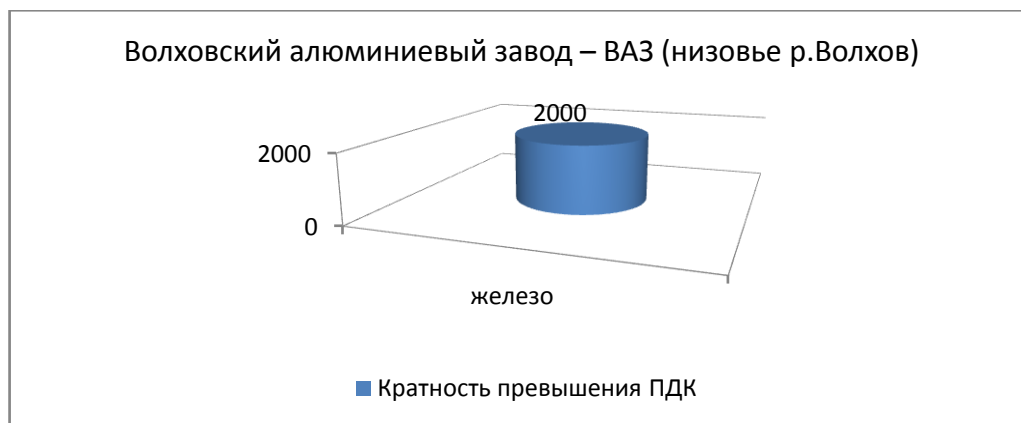 Волховский алюминиевый завод – ВАЗ (низовье р.Волхов)
2000
2000
0
железо
Кратность превышения ПДК